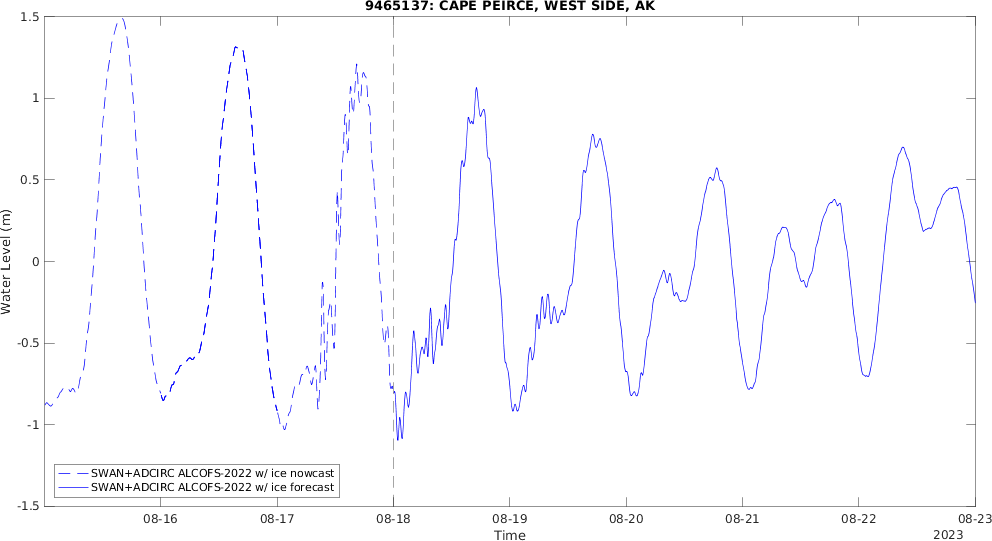 9465137: CAPE PEIRCE, WEST SIDE, AK
1.5
1
0.5
0
-0.5
-1
-1.5
Water Level (m)
SWAN+ADCIRC ALCOFS-2022 w/ ice nowcast
SWAN+ADCIRC ALCOFS-2022 w/ ice forecast
08-16 08-17 08-18 08-19 08-20 08-21 08-22 08-23
Time
2023